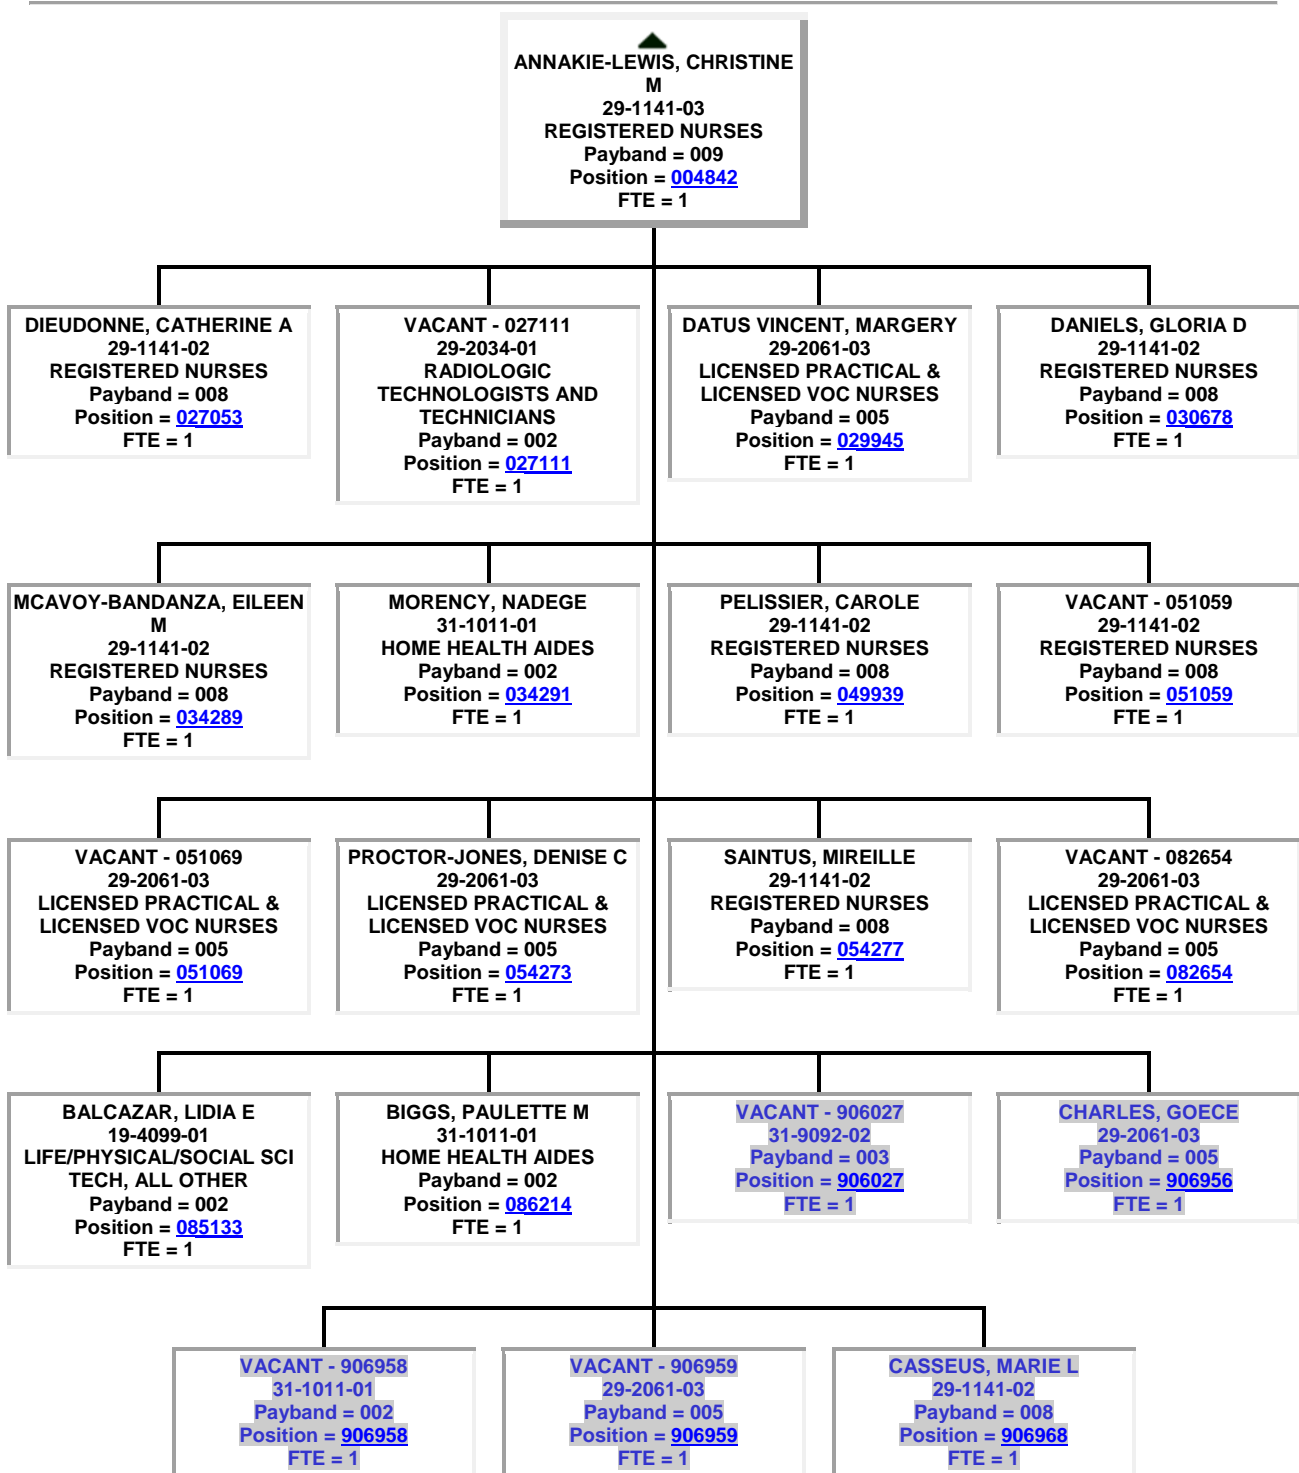 ANNAKIE-LEWIS, CHRISTINE
M
29-1141-03
REGISTERED NURSES
Payband = 009
Position = 004842
FTE = 1
DIEUDONNE, CATHERINE A
29-1141-02
REGISTERED NURSES
Payband = 008
Position = 027053
FTE = 1
VACANT - 027111
29-2034-01
RADIOLOGIC
TECHNOLOGISTS AND
TECHNICIANS
Payband = 002
Position = 027111
FTE = 1
DATUS VINCENT, MARGERY
29-2061-03
LICENSED PRACTICAL &
LICENSED VOC NURSES
Payband = 005
Position = 029945
FTE = 1
DANIELS, GLORIA D
29-1141-02
REGISTERED NURSES
Payband = 008
Position = 030678
FTE = 1
MCAVOY-BANDANZA, EILEEN
M
29-1141-02
REGISTERED NURSES
Payband = 008
Position = 034289
FTE = 1
MORENCY, NADEGE
31-1011-01
HOME HEALTH AIDES
Payband = 002
Position = 034291
FTE = 1
PELISSIER, CAROLE
29-1141-02
REGISTERED NURSES
Payband = 008
Position = 049939
FTE = 1
VACANT - 051059
29-1141-02
REGISTERED NURSES
Payband = 008
Position = 051059
FTE = 1
VACANT - 051069
29-2061-03
LICENSED PRACTICAL &
LICENSED VOC NURSES
Payband = 005
Position = 051069
FTE = 1
PROCTOR-JONES, DENISE C
29-2061-03
LICENSED PRACTICAL &
LICENSED VOC NURSES
Payband = 005
Position = 054273
FTE = 1
SAINTUS, MIREILLE
29-1141-02
REGISTERED NURSES
Payband = 008
Position = 054277
FTE = 1
VACANT - 082654
29-2061-03
LICENSED PRACTICAL &
LICENSED VOC NURSES
Payband = 005
Position = 082654
FTE = 1
BALCAZAR, LIDIA E
19-4099-01
LIFE/PHYSICAL/SOCIAL SCI
TECH, ALL OTHER
Payband = 002
Position = 085133
FTE = 1
BIGGS, PAULETTE M
31-1011-01
HOME HEALTH AIDES
Payband = 002
Position = 086214
FTE = 1
VACANT - 906027
31-9092-02
Payband = 003
Position = 906027
FTE = 1
CHARLES, GOECE
29-2061-03
Payband = 005
Position = 906956
FTE = 1
VACANT - 906958
31-1011-01
Payband = 002
Position = 906958
FTE = 1
VACANT - 906959
29-2061-03
Payband = 005
Position = 906959
FTE = 1
CASSEUS, MARIE L
29-1141-02
Payband = 008
Position = 906968
FTE = 1